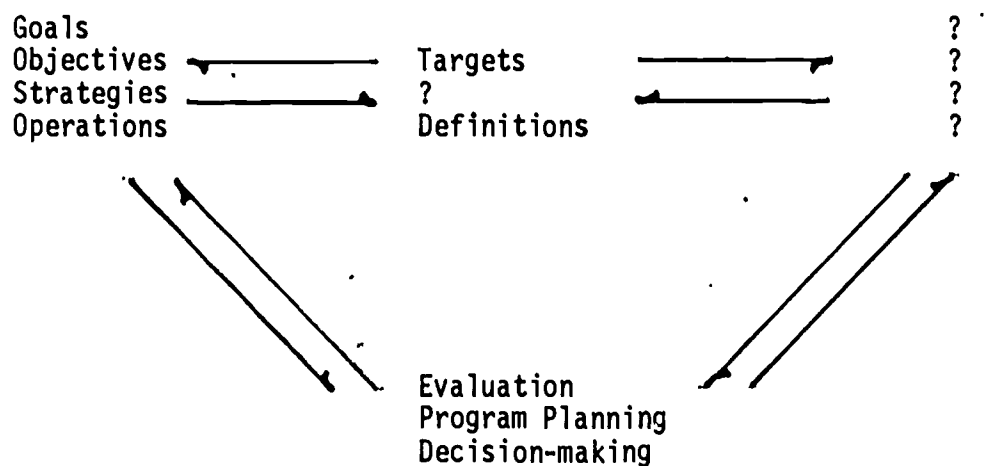 Goals ?
Objectives Targets ?
Strategies ? ?
Operations Definitions ?
Evaluation
Program Planning
Decision-making